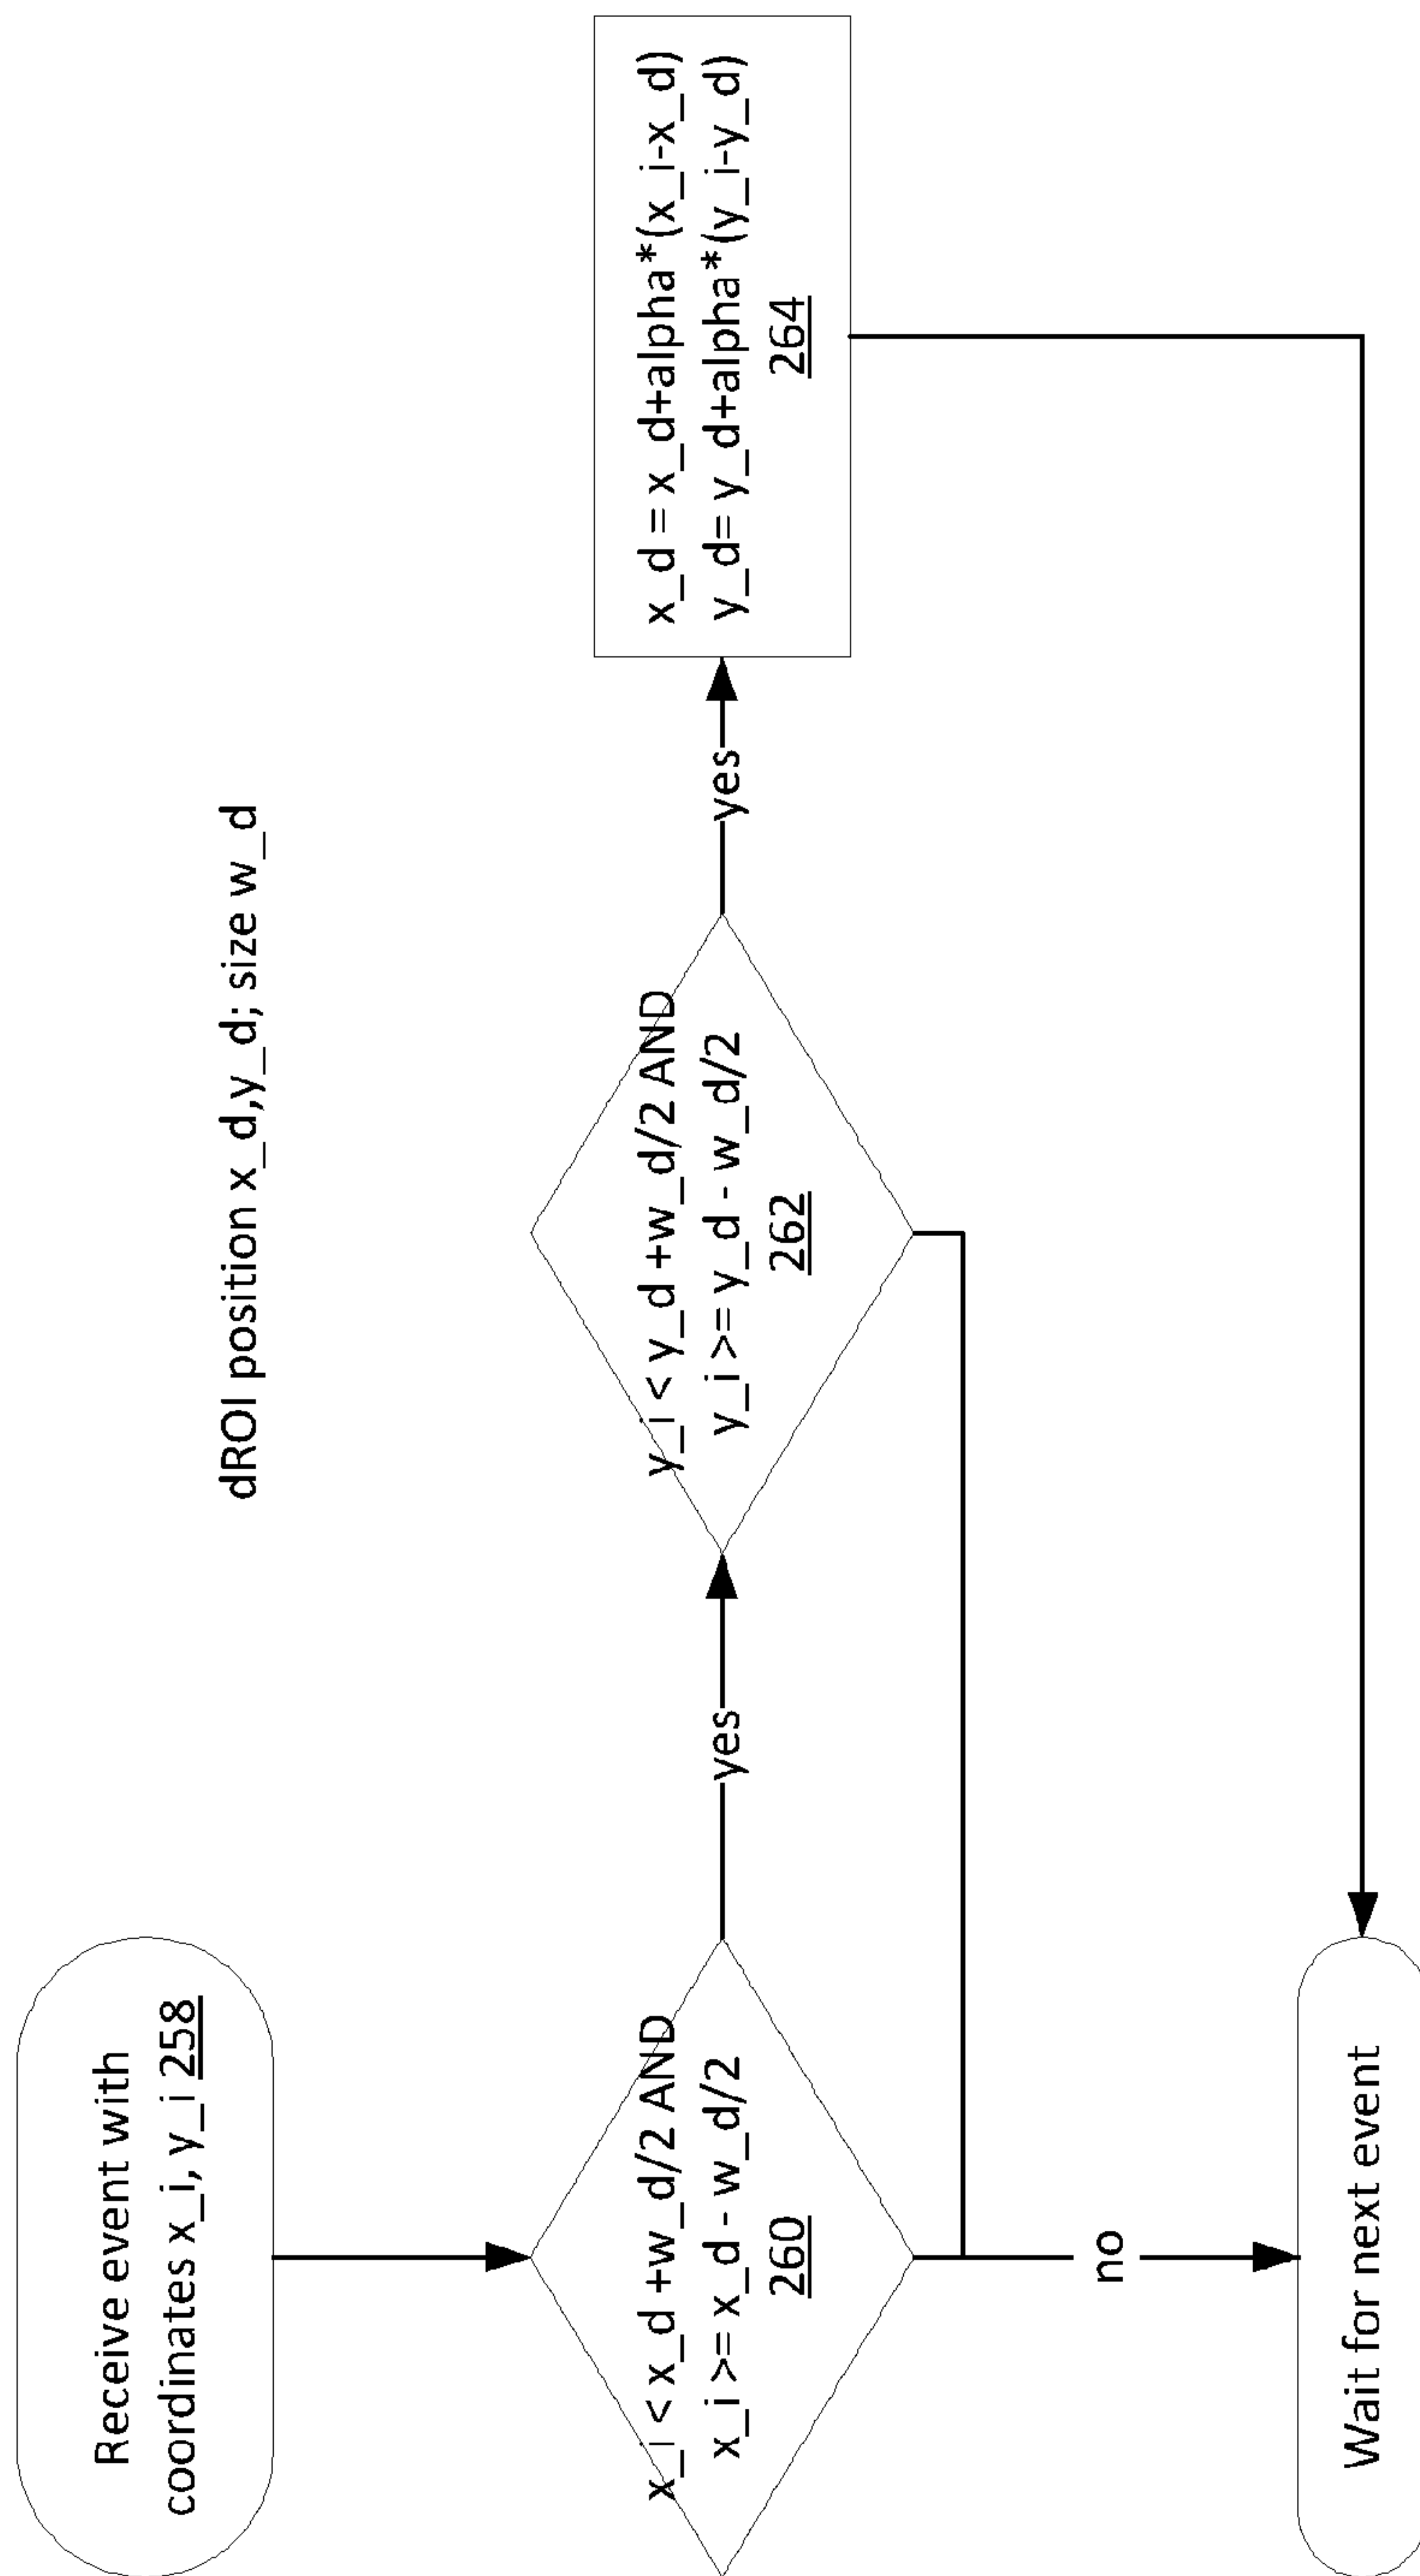 dROI position x_d,y_d; size w_d
Receive event with
coordinates x_i, y_i 258
x_i < x_d +w_d/2 AND
x_i >= x_d - w_d/2
260
yes
y_i < y_d +w_d/2 AND
y_i >= y_d - w_d/2
262
yes
x_d = x_d+alpha*(x_i-x_d)
y_d= y_d+alpha*(y_i-y_d)
264
no
Wait for next event